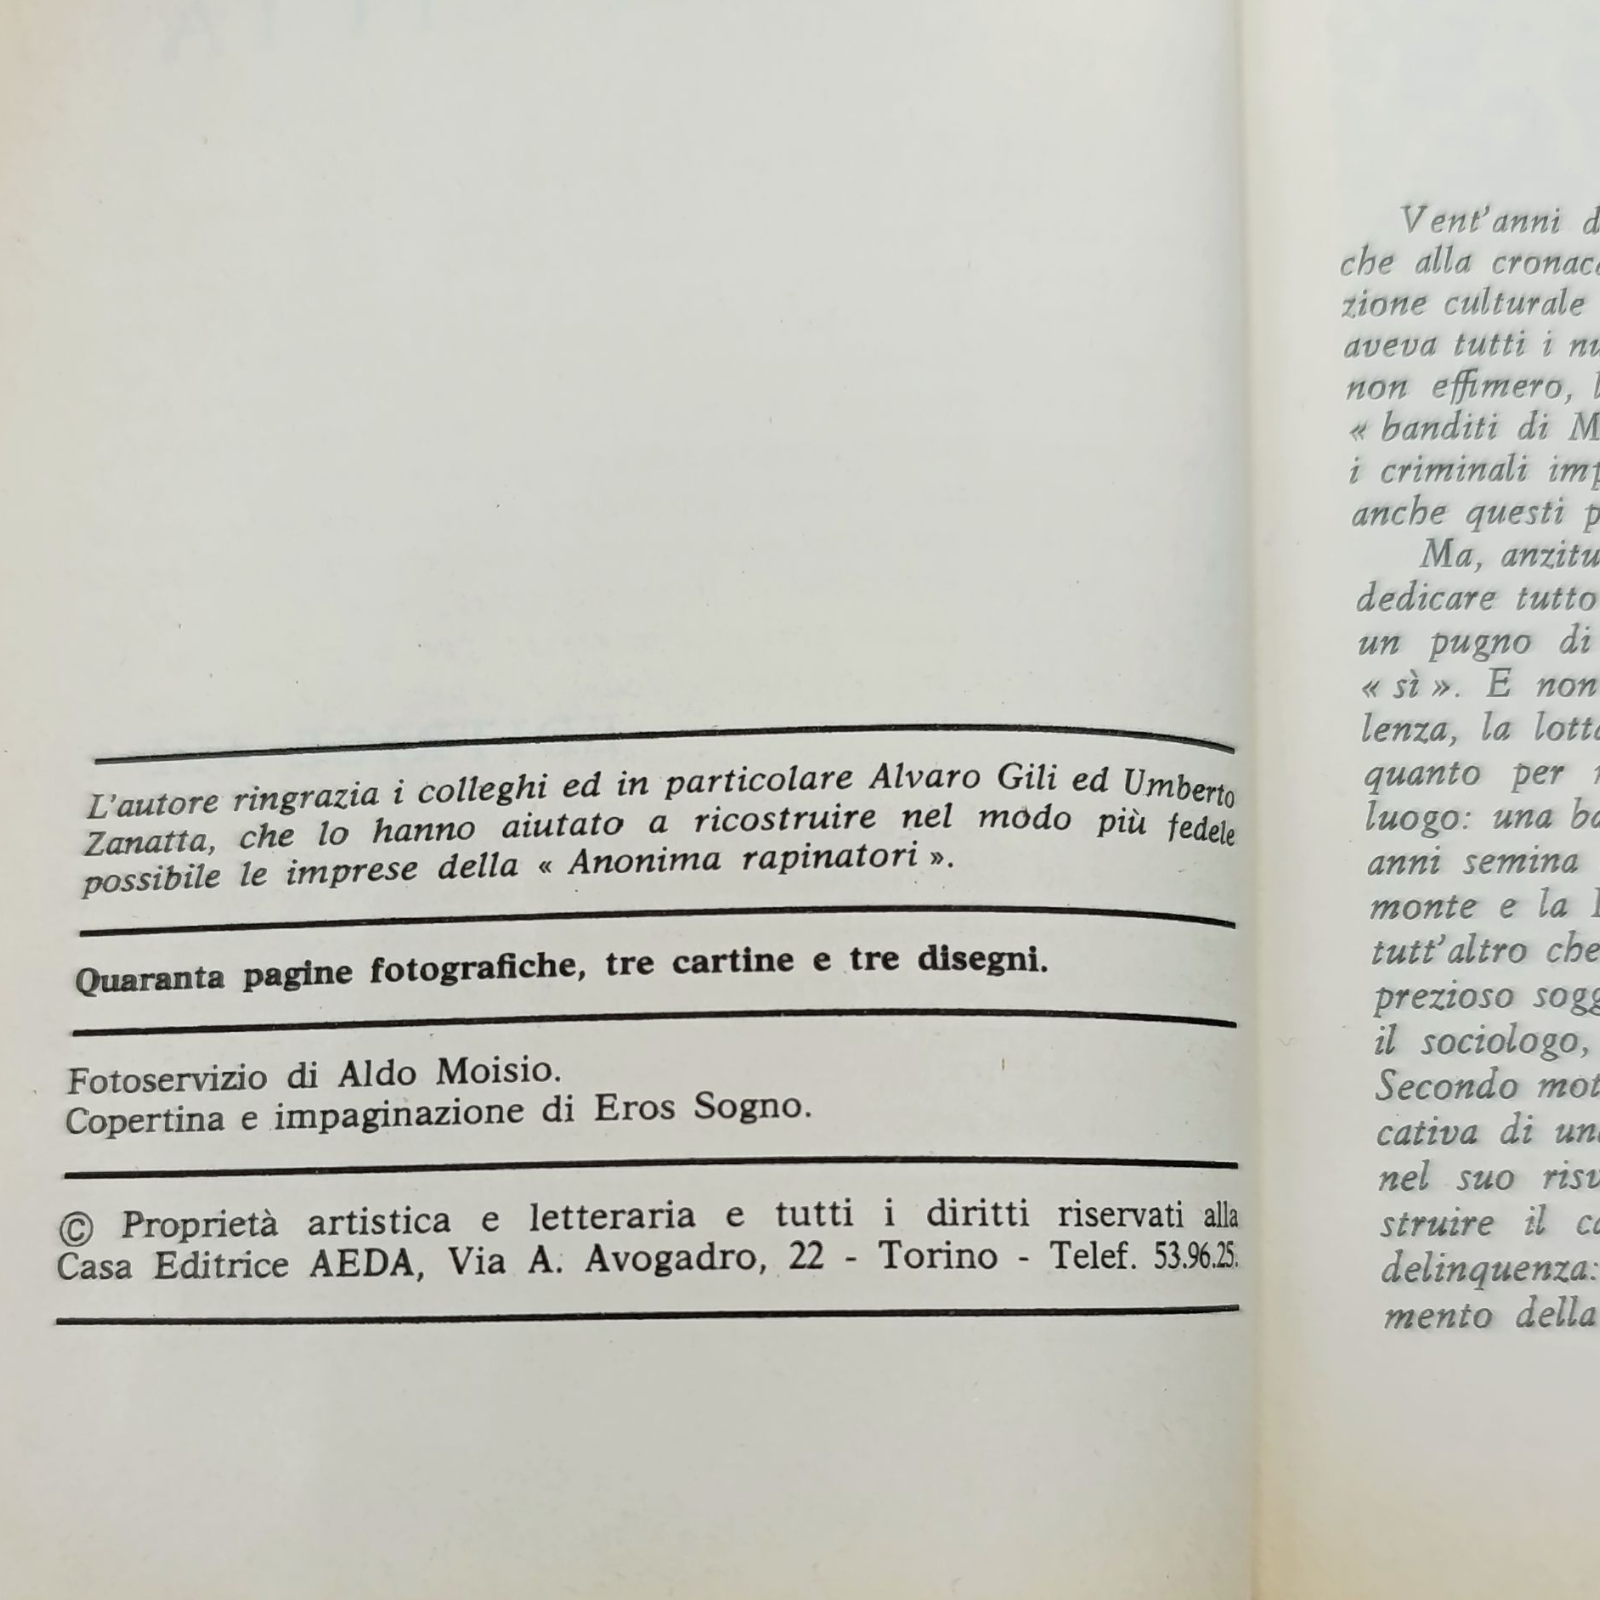 L'autore ringrazia i colleghi ed in particolare Alvaro Gili ed Umberto
Zanatta, che lo hanno aiutato a ricostruire nel modo più fedele
possibile le imprese della « Anonima rapinatori ».
Quaranta pagine fotografiche, tre cartine e tre disegni.
Fotoservizio di Aldo Moisio.
Copertina e impaginazione di Eros Sogno.
© Proprietà artistica e letteraria e tutti i diritti riservati alla
Casa Editrice AEDA, Via A. Avogadro, 22 - Torino - Telef. 53.96.25.
Vent'anni
che alla
zione culturale
aveva tutti i
non effimero,
« banditi di
i criminali
anche questi
Ma,
dedicare tutto
un pugno di
« sì ». E non
lenza, la
quanto per
luogo: una
anni semina
monte e la
tutt'altro che
prezioso
il sociologo,
Secondo
cativa di
nel suo
struire il
delinquenza:
mento della